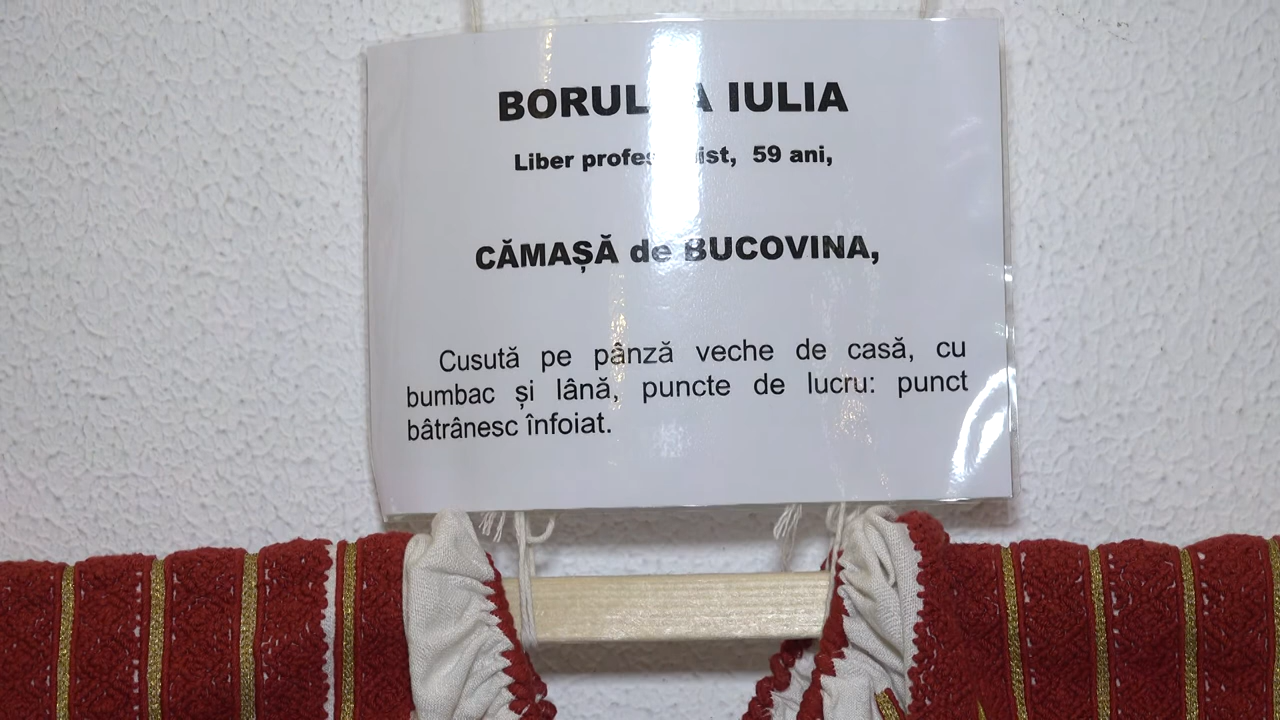 IULIA
Liber 59 ani,
CĂMAȘĂ de BUCOVINA,
Cusută pe pânză veche de casă, cu
bumbac și lână, puncte de lucru: punct
bâtrânesc înfoiat.